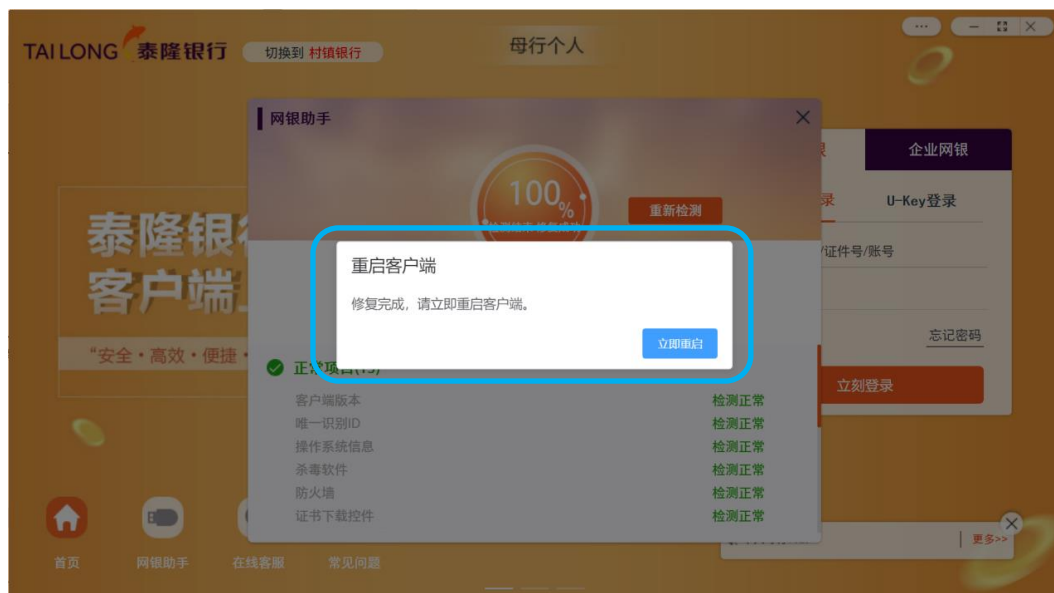 TAILONG 泰隆银行
切换到 村镇银行
母行个人
网银助手
100%
重新检测
企业网银
录
U-Key登录
/证件号/账号
忘记密码
立刻登录
泰隆银行
客户端
“安全·高效·便捷·
重启客户端
修复完成，请立即重启客户端。
立即重启
正常项目(15)
客户端版本 检测正常
唯一识别ID 检测正常
操作系统信息 检测正常
杀毒软件 检测正常
防火墙 检测正常
证书下载控件 检测正常
更多>>
首页
网银助手
在线客服
常见问题